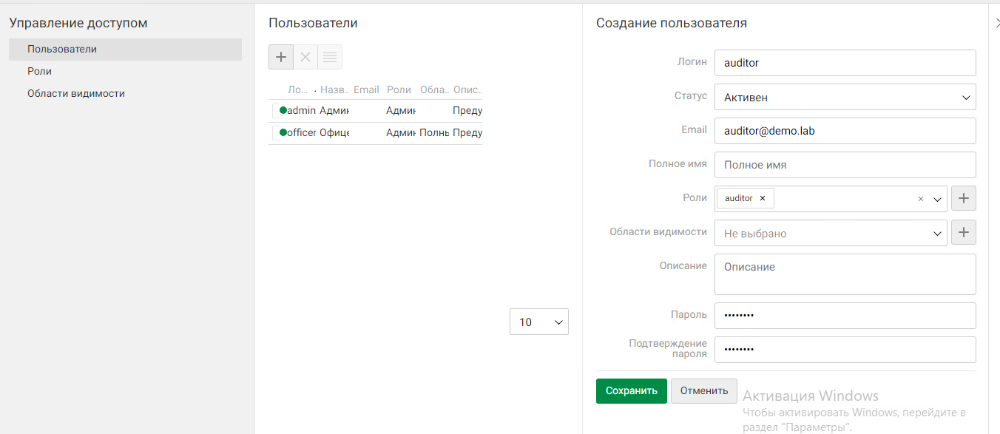 Управление доступом
Пользователи
Роли
Области видимости
Пользователи
Ло... Назв.. Email Роли Обла.. Опис..
admin Админ Админ Преду
officer Офице Админ Полнь Преду
10
Создание пользователя
Логин auditor
Статус Активен
Email auditor@demo.lab
Полное имя Полное имя
Роли auditor
Области видимости Не выбрано
Описание Описание
Пароль ••••••••
Подтверждение
пароля ••••••••
Сохранить Отменить
Активация Windows
Чтобы активировать Windows, перейдите в
раздел "Параметры".